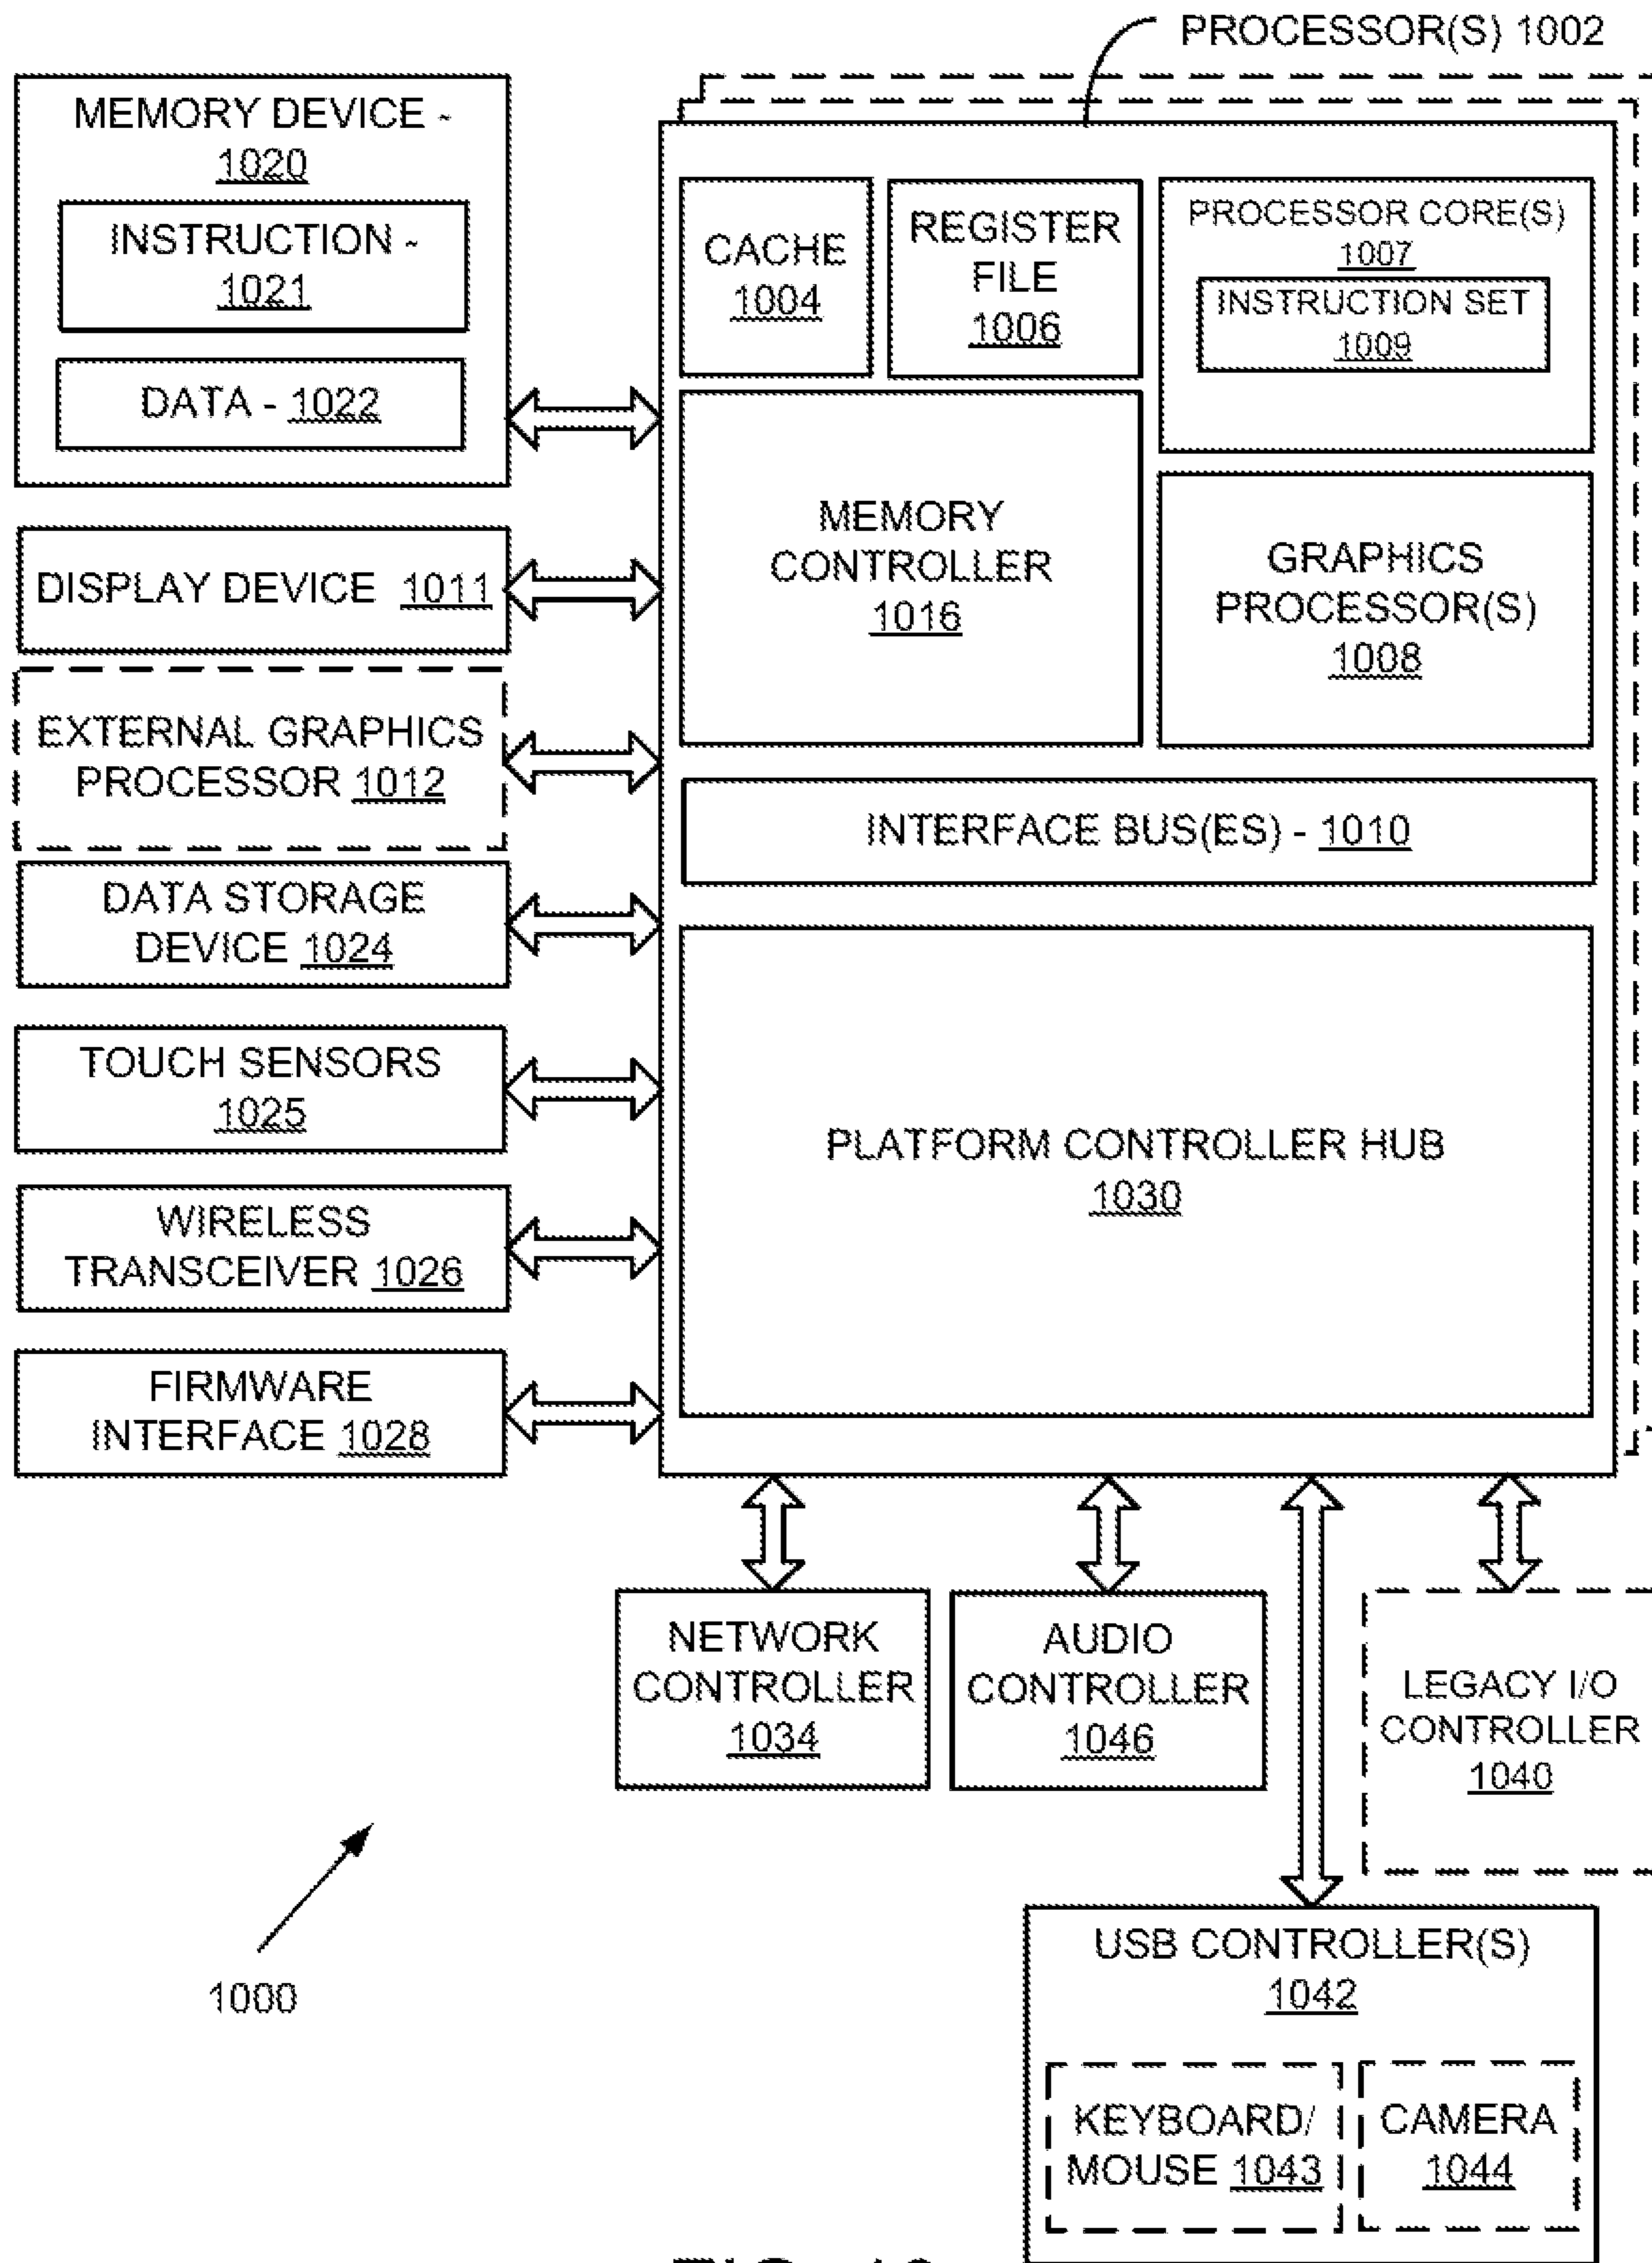 PROCESSOR(S) 1002
MEMORY DEVICE -
1020
INSTRUCTION -
1021
DATA - 1022
DISPLAY DEVICE 1011
EXTERNAL GRAPHICS
PROCESSOR 1012
DATA STORAGE
DEVICE 1024
TOUCH SENSORS
1025
WIRELESS
TRANSCEIVER 1026
FIRMWARE
INTERFACE 1028
CACHE
1004
REGISTER
FILE
1006
PROCESSOR CORE(S)
1007
INSTRUCTION SET
1009
MEMORY
CONTROLLER
1016
GRAPHICS
PROCESSOR(S)
1008
INTERFACE BUS(ES) - 1010
PLATFORM CONTROLLER HUB
1030
NETWORK
CONTROLLER
1034
AUDIO
CONTROLLER
1046
LEGACY I/O
CONTROLLER
1040
1000
USB CONTROLLER(S)
1042
KEYBOARD/
MOUSE 1043
CAMERA
1044